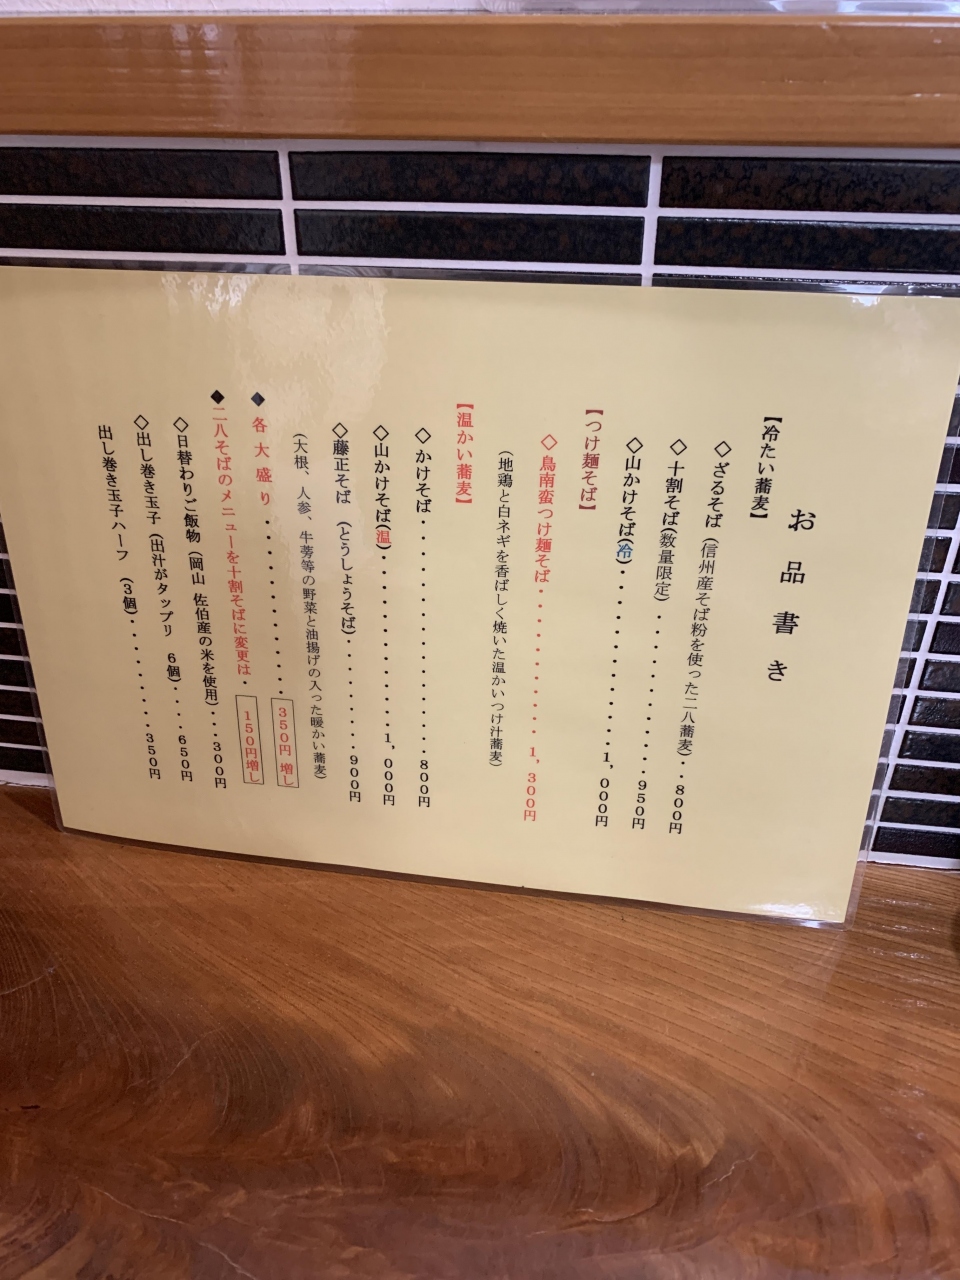 お品書き
【冷たい蕎麦】
◇ざるそば（信州産そば粉を使った二八蕎麦）・・８００円
◇十割そば（数量限定）・・・・・・・・・・９５０円
◇山かけそば（冷）・・・・・・・・・・・１，０００円
【つけ麺そば】
◇鳥南蛮つけ麺そば・・・・・・・・・・・１，３００円
（地鶏と白ネギを香ばしく焼いた温かいつけ汁蕎麦）
【温かい蕎麦】
◇かけそば・・・・・・・・・・・・・・・・８００円
◇山かけそば（温）・・・・・・・・・・・１，０００円
◇藤正そば　（とうしょうそば）・・・・・・・９００円
（大根、人参、牛蒡等の野菜と油揚げの入った暖かい蕎麦）
◆各大盛り・・・・・・・・・・・３５０円 増し
◆二八そばのメニューを十割そばに変更は・１５０円増し
◇日替わりご飯物（岡山 佐伯産の米を使用）・・・３００円
◇出し巻き玉子（出汁がタップリ　６個）・・・・６５０円
出し巻き玉子ハーフ　（３個）・・・・・・・・３５０円